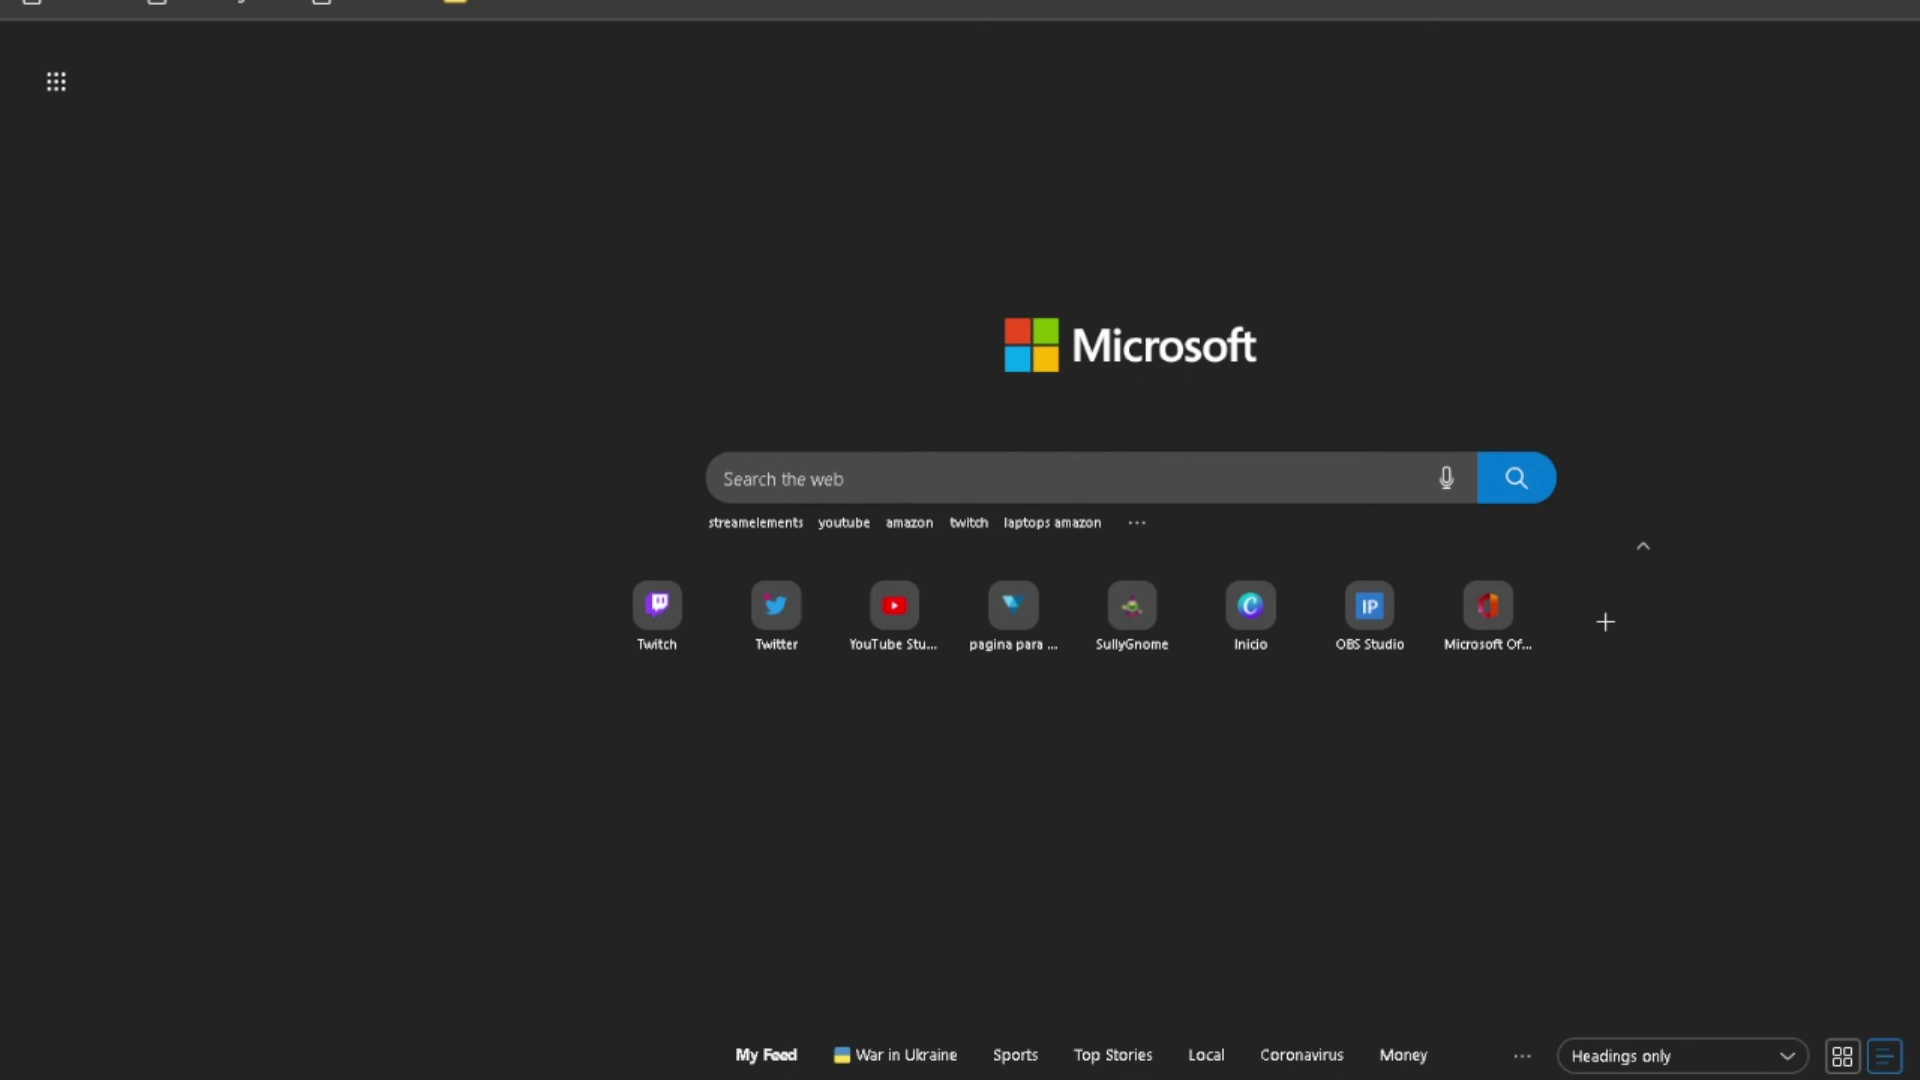 Microsoft
Search the web
streamelements youtube amazon twitch laptops amazon ...
Twitch Twitter YouTube Stu... pagina para ... SullyGnome Inicio OBS Studio Microsoft Of...
My Feed War in Ukraine Sports Top Stories Local Coronavirus Money ... Headings only